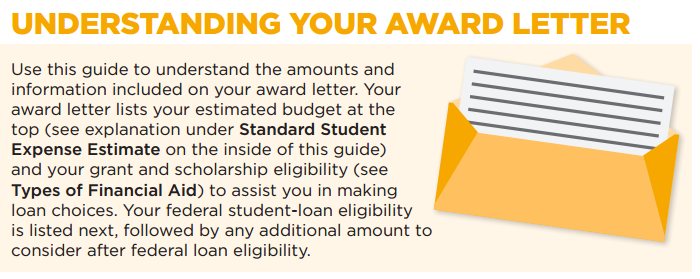 UNDERSTANDING YOUR AWARD LETTER
Use this guide to understand the amounts and
information included on your award letter. Your
award letter lists your estimated budget at the
top (see explanation under Standard Student
Expense Estimate on the inside of this guide)
and your grant and scholarship eligibility (see
Types of Financial Aid) to assist you in making
loan choices. Your federal student-loan eligibility
is listed next, followed by any additional amount to
consider after federal loan eligibility.